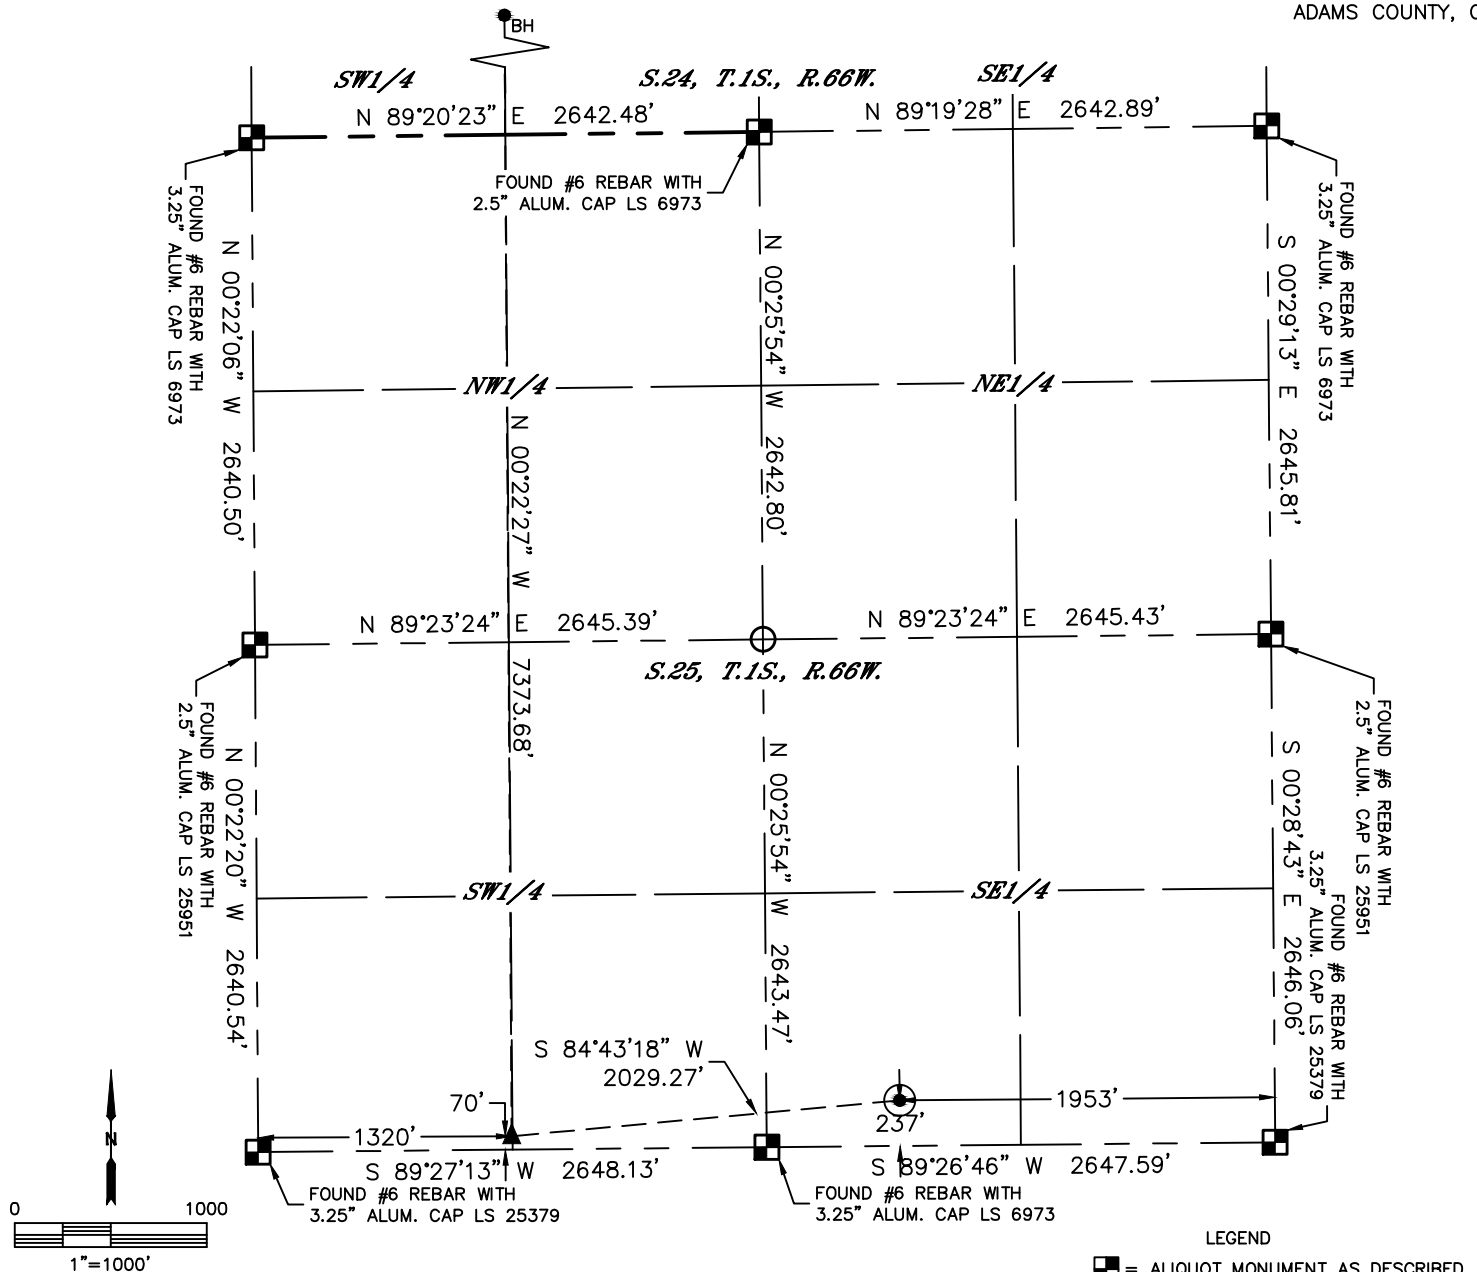 ADAMS COUNTY, C
BH
SW1/4
S.24, T.1S., R.66W.
SE1/4
N 89°20'23" E 2642.48'
N 89°19'28" E 2642.89'
FOUND #6 REBAR WITH
3.25" ALUM. CAP LS 6973
FOUND #6 REBAR WITH
2.5" ALUM. CAP LS 6973
FOUND #6 REBAR WITH
3.25" ALUM. CAP LS 6973
N 00°22'06" W 2640.50'
N 00°25'54" W 2642.80'
S 00°29'13" E 2645.81'
NW1/4
NE1/4
N 00°22'27" W 7373.68'
N 89°23'24" E 2645.39'
N 89°23'24" E 2645.43'
S.25, T.1S., R.66W.
FOUND #6 REBAR WITH
2.5" ALUM. CAP LS 25951
FOUND #6 REBAR WITH
2.5" ALUM. CAP LS 25951
N 00°22'20" W 2640.54'
N 00°25'54" W 2643.47'
S 00°28'43" E 2646.06'
FOUND #6 REBAR WITH
3.25" ALUM. CAP LS 25379
SW1/4
SE1/4
S 84°43'18" W
2029.27'
70'
1320'
237'
1953'
S 89°27'13" W 2648.13'
S 89°26'46" W 2647.59'
FOUND #6 REBAR WITH
3.25" ALUM. CAP LS 25379
FOUND #6 REBAR WITH
3.25" ALUM. CAP LS 6973
N
0 1000
1"=1000'
LEGEND
= ALIQUOT MONUMENT AS DESCRIBED